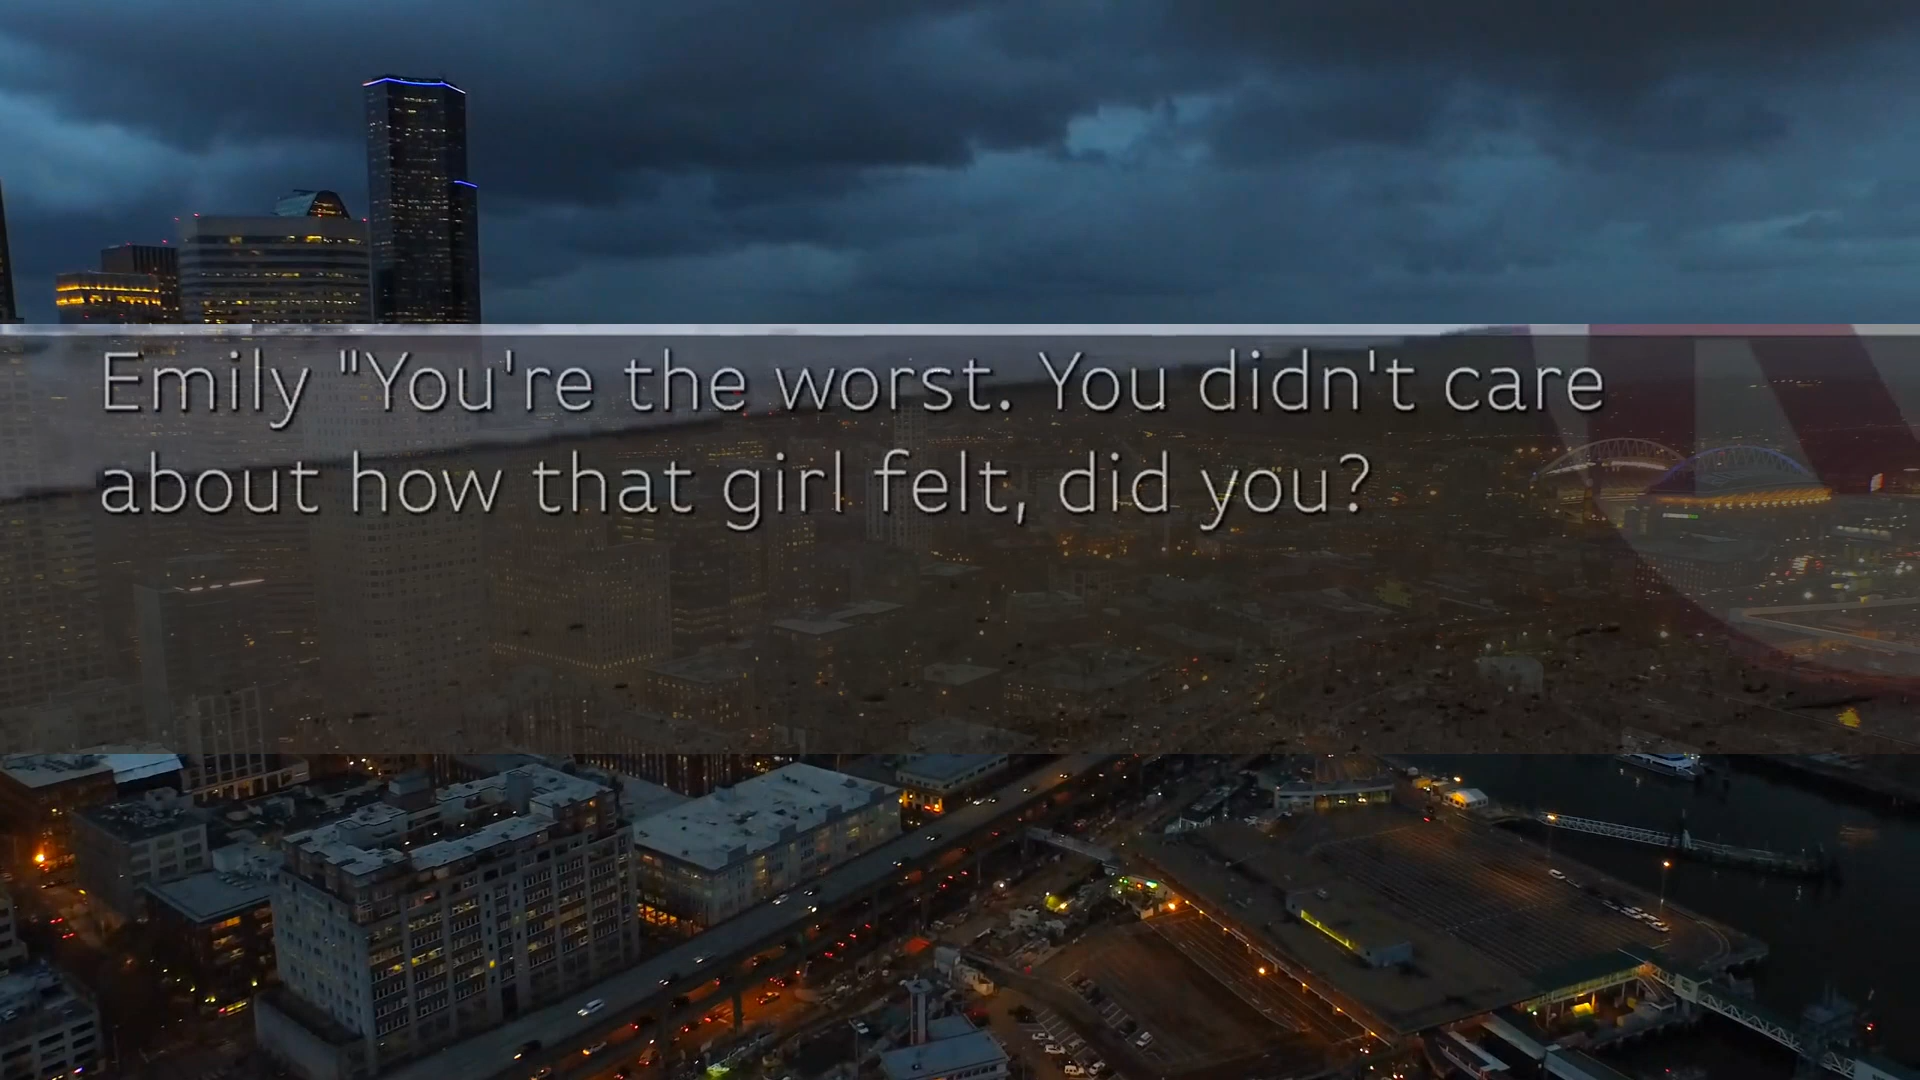 Emily "You're the worst. You didn't care
about how that girl felt, did you?